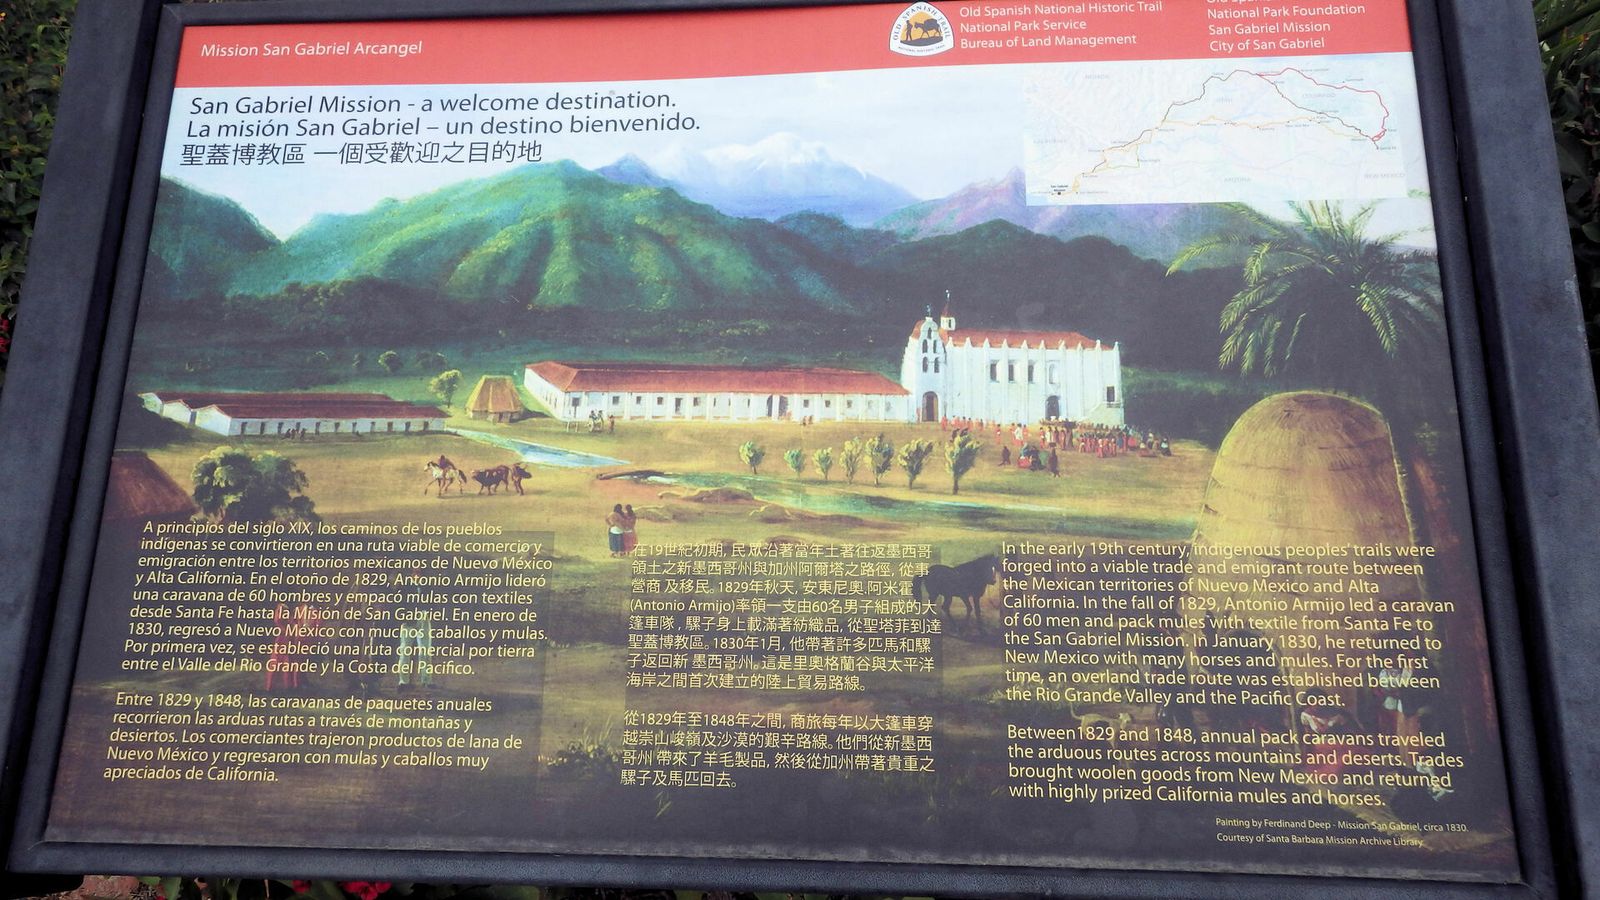 Mission San Gabriel Arcangel
OLD SPANISH TRAIL
Old Spanish National Historic Trail
National Park Service
Bureau of Land Management
National Park Foundation
San Gabriel Mission
City of San Gabriel
San Gabriel Mission - a welcome destination.
La misión San Gabriel – un destino bienvenido.
聖蓋博教區 一個受歡迎之目的地
A principios del siglo XIX, los caminos de los pueblos
indígenas se convirtieron en una ruta viable de comercio y
emigración entre los territorios mexicanos de Nuevo México
y Alta California. En el otoño de 1829, Antonio Armijo lideró
una caravana de 60 hombres y empacó mulas con textiles
desde Santa Fe hasta la Misión de San Gabriel. En enero de
1830, regresó a Nuevo México con muchos caballos y mulas.
Por primera vez, se estableció una ruta comercial por tierra
entre el Valle del Rio Grande y la Costa del Pacifico.
Entre 1829 y 1848, las caravanas de paquetes anuales
recorrieron las arduas rutas a través de montañas y
desiertos. Los comerciantes trajeron productos de lana de
Nuevo México y regresaron con mulas y caballos muy
apreciados de California.
在19世紀初期, 民眾沿著當年土著往返墨西哥
領土之新墨西哥州與加州阿爾塔之路徑, 從事
營商 及移民。1829年秋天, 安東尼奧.阿米霍
(Antonio Armijo)率領一支由60名男子組成的大
篷車隊 , 騾子身上載滿著紡織品, 從聖塔菲到達
聖蓋博教區。1830年1月, 他帶著許多匹馬和騾
子返回新 墨西哥州。這是里奧格蘭谷與太平洋
海岸之間首次建立的陸上貿易路線。
從1829年至1848年之間, 商旅每年以大篷車穿
越崇山峻嶺及沙漠的艱辛路線。他們從新墨西
哥州 帶來了羊毛製品, 然後從加州帶著貴重之
騾子及馬匹回去。
In the early 19th century, indigenous peoples' trails were
forged into a viable trade and emigrant route between
the Mexican territories of Nuevo Mexico and Alta
California. In the fall of 1829, Antonio Armijo led a caravan
of 60 men and pack mules with textile from Santa Fe to
the San Gabriel Mission. In January 1830, he returned to
New Mexico with many horses and mules. For the first
time, an overland trade route was established between
the Rio Grande Valley and the Pacific Coast.
Between1829 and 1848, annual pack caravans traveled
the arduous routes across mountains and deserts. Trades
brought woolen goods from New Mexico and returned
with highly prized California mules and horses.
Painting by Ferdinand Deep - Mission San Gabriel, circa 1830.
Courtesy of Santa Barbara Mission Archive Library